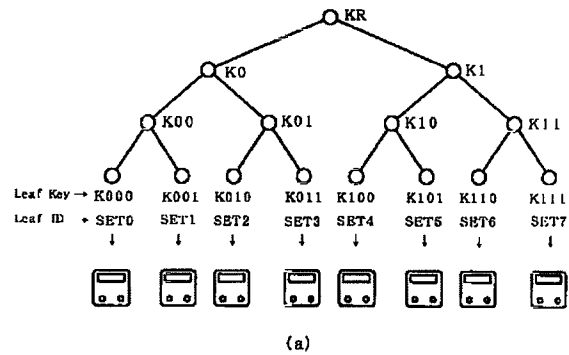 KR
K0 K1
K00 K01 K10 K11
Leaf Key → K000 K001 K010 K011 K100 K101 K110 K111
Leaf ID → SET0 SET1 SET2 SET3 SET4 SET5 SET6 SET7
(a)